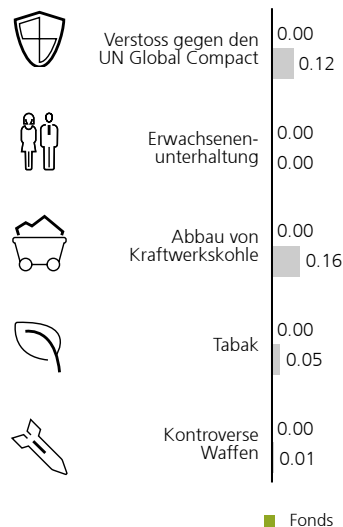 Verstoss gegen den
UN Global Compact
0.00
0.12
Erwachsenen-
unterhaltung
0.00
0.00
Abbau von
Kraftwerkskohle
0.00
0.16
Tabak
0.00
0.05
Kontroverse
Waffen
0.00
0.01
Fonds